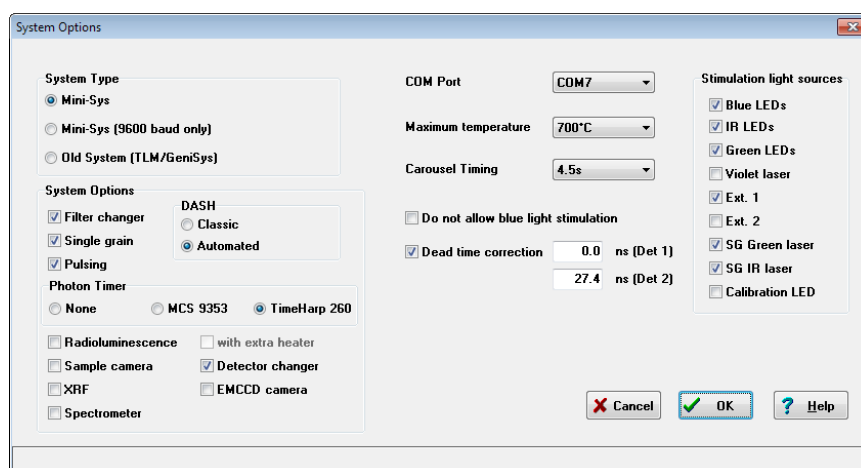 System Options
System Type
Mini-Sys
Mini-Sys (9600 baud only)
Old System (TLM/GeniSys)
System Options
Filter changer
Single grain
Pulsing
DASH
Classic
Automated
Photon Timer
None MCS 9353 TimeHarp 260
Radioluminescence with extra heater
Sample camera Detector changer
XRF EMCCD camera
Spectrometer
COM Port COM7
Maximum temperature 700°C
Carousel Timing 4.5s
Do not allow blue light stimulation
Dead time correction 0.0 ns (Det 1)
27.4 ns (Det 2)
Stimulation light sources
Blue LEDs
IR LEDs
Green LEDs
Violet laser
Ext. 1
Ext. 2
SG Green laser
SG IR laser
Calibration LED
Cancel OK ? Help